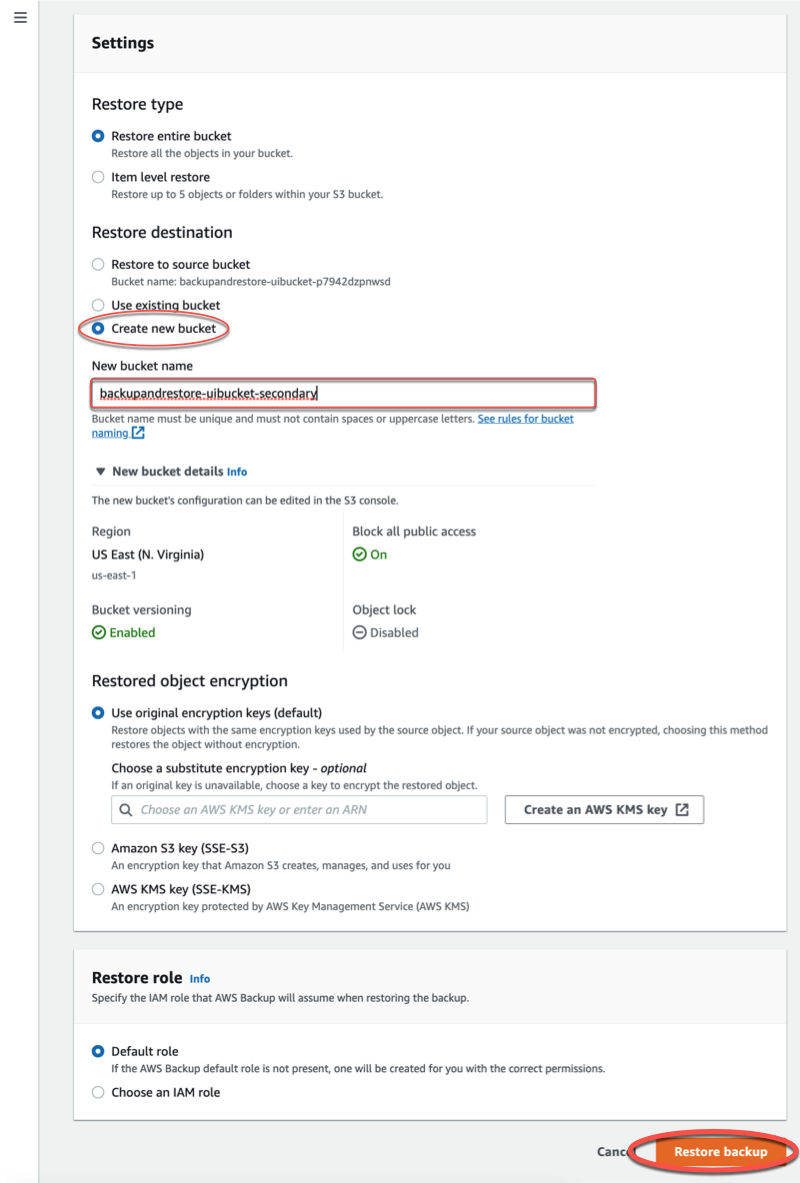 Settings
Restore type
Restore entire bucket
Restore all the objects in your bucket.
Item level restore
Restore up to 5 objects or folders within your S3 bucket.
Restore destination
Restore to source bucket
Bucket name: backupandrestore-uibucket-p7942dzpnwsd
Use existing bucket
Create new bucket
New bucket name
backupandrestore-uibucket-secondary
Bucket name must be unique and must not contain spaces or uppercase letters. See rules for bucket
naming
New bucket details Info
The new bucket's configuration can be edited in the S3 console.
Region
US East (N. Virginia)
us-east-1
Block all public access
On
Bucket versioning
Enabled
Object lock
Disabled
Restored object encryption
Use original encryption keys (default)
Restore objects with the same encryption keys used by the source object. If your source object was not encrypted, choosing this method
restores the object without encryption.
Choose a substitute encryption key - optional
If an original key is unavailable, choose a key to encrypt the restored object.
Choose an AWS KMS key or enter an ARN
Create an AWS KMS key
Amazon S3 key (SSE-S3)
An encryption key that Amazon S3 creates, manages, and uses for you
AWS KMS key (SSE-KMS)
An encryption key protected by AWS Key Management Service (AWS KMS)
Restore role Info
Specify the IAM role that AWS Backup will assume when restoring the backup.
Default role
If the AWS Backup default role is not present, one will be created for you with the correct permissions.
Choose an IAM role
Cancel
Restore backup